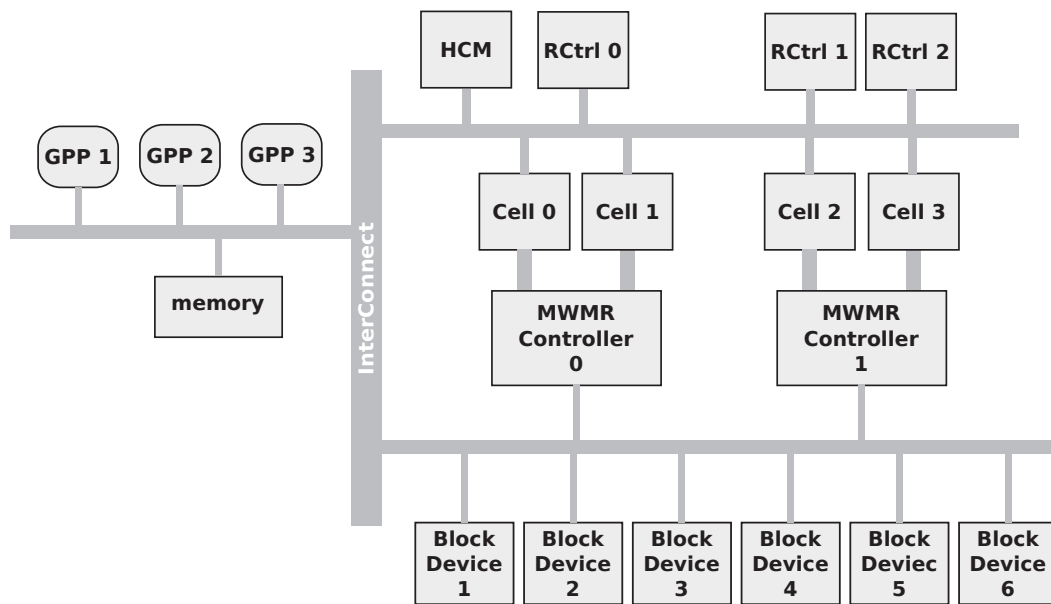 HCM
RCtrl 0
RCtrl 1
RCtrl 2
GPP 1
GPP 2
GPP 3
Cell 0
Cell 1
Cell 2
Cell 3
InterConnect
memory
MWMR
Controller
0
MWMR
Controller
1
Block
Device
1
Block
Device
2
Block
Device
3
Block
Device
4
Block
Deviec
5
Block
Device
6